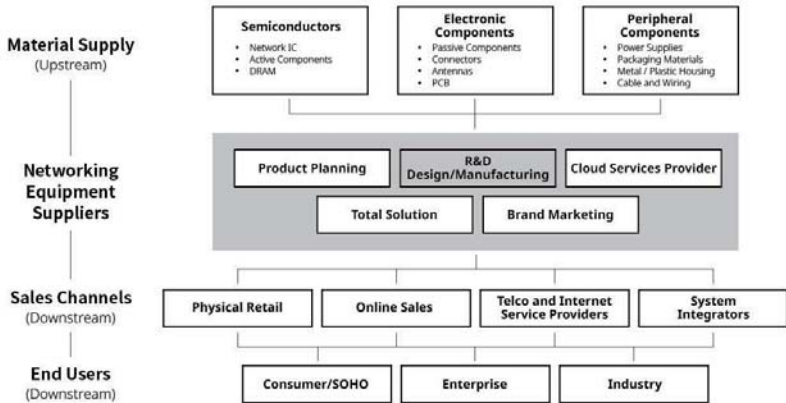 Material Supply
(Upstream)
Semiconductors
• Network IC
• Active Components
• DRAM
Electronic
Components
• Passive Components
• Connectors
• Antennas
• PCB
Peripheral
Components
• Power Supplies
• Packaging Materials
• Metal / Plastic Housing
• Cable and Wiring
Networking
Equipment
Suppliers
Product Planning
R&D
Design/Manufacturing
Cloud Services Provider
Total Solution
Brand Marketing
Sales Channels
(Downstream)
Physical Retail
Online Sales
Telco and Internet
Service Providers
System
Integrators
End Users
(Downstream)
Consumer/SOHO
Enterprise
Industry